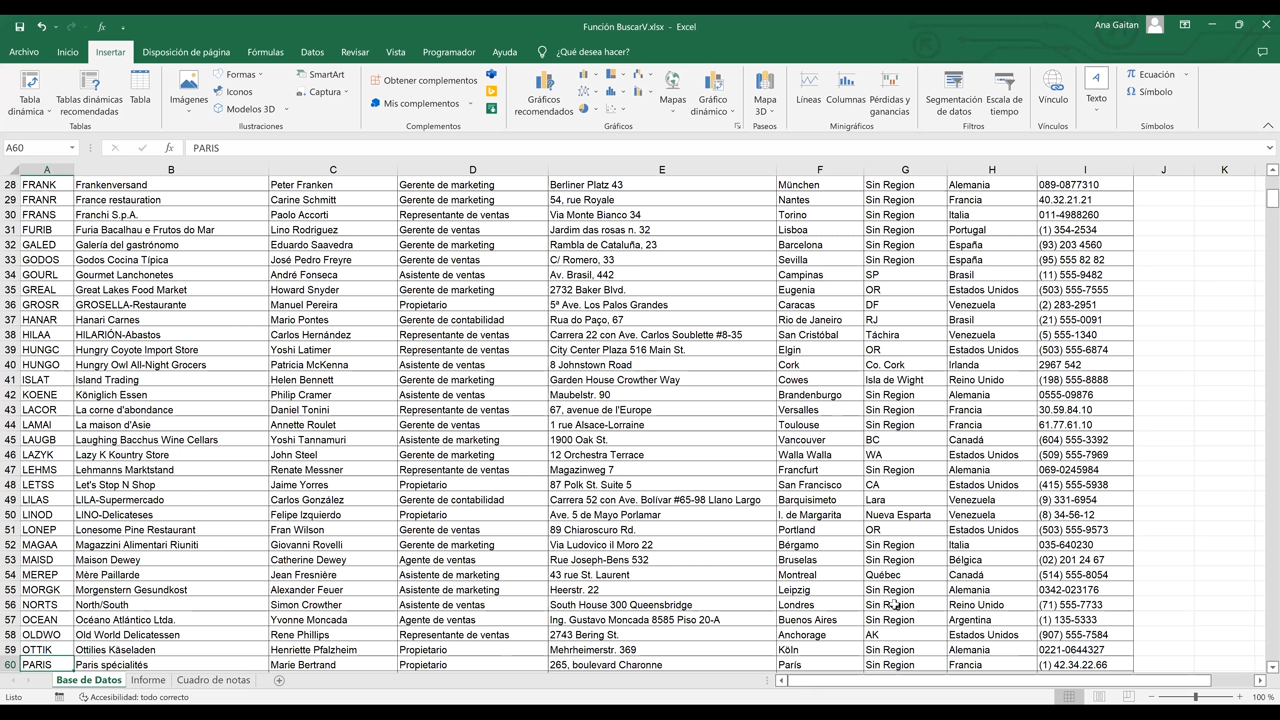 Función BuscarV.xlsx - Excel
Ana Gaitan
Archivo Inicio Insertar Disposición de página Fórmulas Datos Revisar Vista Programador Ayuda ¿Qué desea hacer?
Tabla dinámica Tablas dinámicas recomendadas Tabla Imágenes Formas Iconos Modelos 3D SmartArt Captura Obtener complementos Mis complementos Gráficos recomendados Mapas Gráfico dinámico Mapa 3D Líneas Columnas Pérdidas y ganancias Segmentación de datos Escala de tiempo Vínculo Texto Ecuación Símbolo
Tablas Ilustraciones Complementos Gráficos Paseos Minigráficos Filtros Vínculos Símbolos
A60 fx PARIS
A B C D E F G H I J K L
28 FRANK Frankenversand Peter Franken Gerente de marketing Berliner Platz 43 München Sin Region Alemania 089-0877310
29 FRANR France restauration Carine Schmitt Gerente de marketing 54, rue Royale Nantes Sin Region Francia 40.32.21.21
30 FRANS Franchi S.p.A. Paolo Accorti Representante de ventas Via Monte Bianco 34 Torino Sin Region Italia 011-4988260
31 FURIB Furia Bacalhau e Frutos do Mar Lino Rodriguez Gerente de ventas Jardim das rosas n. 32 Lisboa Sin Region Portugal (1) 354-2534
32 GALED Galería del gastrónomo Eduardo Saavedra Gerente de marketing Rambla de Cataluña, 23 Barcelona Sin Region España (93) 203 4560
33 GODOS Godos Cocina Típica José Pedro Freyre Gerente de ventas C/ Romero, 33 Sevilla Sin Region España (95) 555 82 82
34 GOURL Gourmet Lanchonetes André Fonseca Asistente de ventas Av. Brasil, 442 Campinas SP Brasil (11) 555-9482
35 GREAL Great Lakes Food Market Howard Snyder Gerente de marketing 2732 Baker Blvd. Eugenia OR Estados Unidos (503) 555-7555
36 GROSR GROSELLA-Restaurante Manuel Pereira Propietario 5ª Ave. Los Palos Grandes Caracas DF Venezuela (2) 283-2951
37 HANAR Hanari Carnes Mario Pontes Gerente de contabilidad Rua do Paço, 67 Rio de Janeiro RJ Brasil (21) 555-0091
38 HILAA HILARIÓN-Abastos Carlos Hernández Representante de ventas Carrera 22 con Ave. Carlos Soublette #8-35 San Cristóbal Táchira Venezuela (5) 555-1340
39 HUNGC Hungry Coyote Import Store Yoshi Latimer Representante de ventas City Center Plaza 516 Main St. Elgin OR Estados Unidos (503) 555-6874
40 HUNGO Hungry Owl All-Night Grocers Patricia McKenna Asistente de ventas 8 Johnstown Road Cork Co. Cork Irlanda 2967 542
41 ISLAT Island Trading Helen Bennett Gerente de marketing Garden House Crowther Way Cowes Isla de Wight Reino Unido (198) 555-8888
42 KOENE Königlich Essen Philip Cramer Asistente de ventas Maubelstr. 90 Brandenburgo Sin Region Alemania 0555-09876
43 LACOR La corne d'abondance Daniel Tonini Representante de ventas 67, avenue de l'Europe Versalles Sin Region Francia 30.59.84.10
44 LAMAI La maison d'Asie Annette Roulet Gerente de ventas 1 rue Alsace-Lorraine Toulouse Sin Region Francia 61.77.61.10
45 LAUGB Laughing Bacchus Wine Cellars Yoshi Tannamuri Asistente de marketing 1900 Oak St. Vancouver BC Canadá (604) 555-3392
46 LAZYK Lazy K Kountry Store John Steel Gerente de marketing 12 Orchestra Terrace Walla Walla WA Estados Unidos (509) 555-7969
47 LEHMS Lehmanns Marktstand Renate Messner Representante de ventas Magazinweg 7 Francfurt Sin Region Alemania 069-0245984
48 LETSS Let's Stop N Shop Jaime Yorres Propietario 87 Polk St. Suite 5 San Francisco CA Estados Unidos (415) 555-5938
49 LILAS LILA-Supermercado Carlos González Gerente de contabilidad Carrera 52 con Ave. Bolívar #65-98 Llano Largo Barquisimeto Lara Venezuela (9) 331-6954
50 LINOD LINO-Delicateses Felipe Izquierdo Propietario Ave. 5 de Mayo Porlamar I. de Margarita Nueva Esparta Venezuela (8) 34-56-12
51 LONEP Lonesome Pine Restaurant Fran Wilson Gerente de ventas 89 Chiaroscuro Rd. Portland OR Estados Unidos (503) 555-9573
52 MAGAA Magazzini Alimentari Riuniti Giovanni Rovelli Gerente de marketing Via Ludovico il Moro 22 Bérgamo Sin Region Italia 035-640230
53 MAISD Maison Dewey Catherine Dewey Agente de ventas Rue Joseph-Bens 532 Bruselas Sin Region Bélgica (02) 201 24 67
54 MEREP Mère Paillarde Jean Fresnière Asistente de marketing 43 rue St. Laurent Montreal Québec Canadá (514) 555-8054
55 MORGK Morgenstern Gesundkost Alexander Feuer Asistente de marketing Heerstr. 22 Leipzig Sin Region Alemania 0342-023176
56 NORTS North/South Simon Crowther Asistente de ventas South House 300 Queensbridge Londres Sin Region Reino Unido (71) 555-7733
57 OCEAN Océano Atlántico Ltda. Yvonne Moncada Agente de ventas Ing. Gustavo Moncada 8585 Piso 20-A Buenos Aires Sin Region Argentina (1) 135-5333
58 OLDWO Old World Delicatessen Rene Phillips Representante de ventas 2743 Bering St. Anchorage AK Estados Unidos (907) 555-7584
59 OTTIK Ottilies Käseladen Henriette Pfalzheim Propietario Mehrheimerstr. 369 Köln Sin Region Alemania 0221-0644327
60 PARIS Paris spécialités Marie Bertrand Propietario 265, boulevard Charonne París Sin Region Francia (1) 42.34.22.66
Base de Datos Informe Cuadro de notas
Listo Accesibilidad: todo correcto 100 %